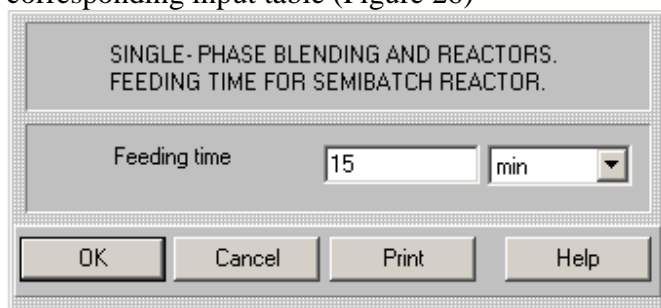 corresponding input table (Figure 28)
SINGLE- PHASE BLENDING AND REACTORS.
FEEDING TIME FOR SEMIBATCH REACTOR.
Feeding time 15 min
OK Cancel Print Help